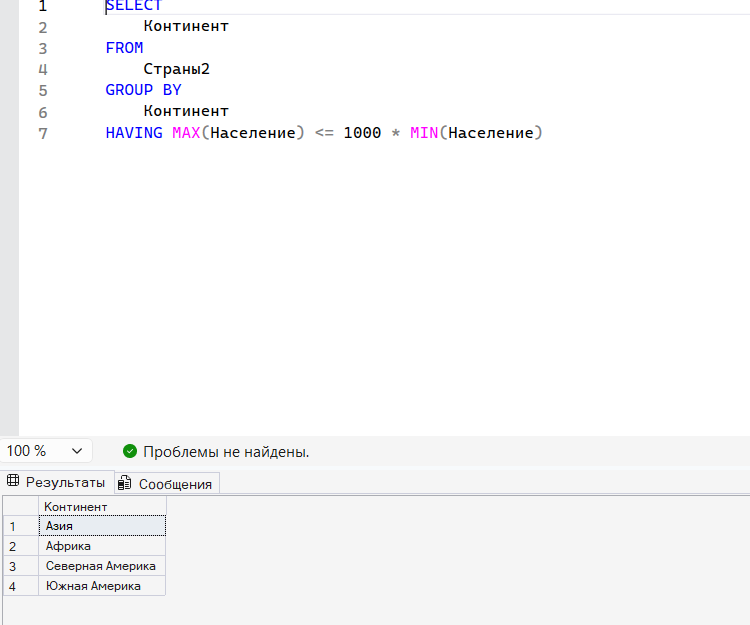 1 SELECT
2 Континент
3 FROM
4 Страны2
5 GROUP BY
6 Континент
7 HAVING MAX(Население) <= 1000 * MIN(Население)
100 % Проблемы не найдены.
Результаты Сообщения
Континент
1 Азия
2 Африка
3 Северная Америка
4 Южная Америка